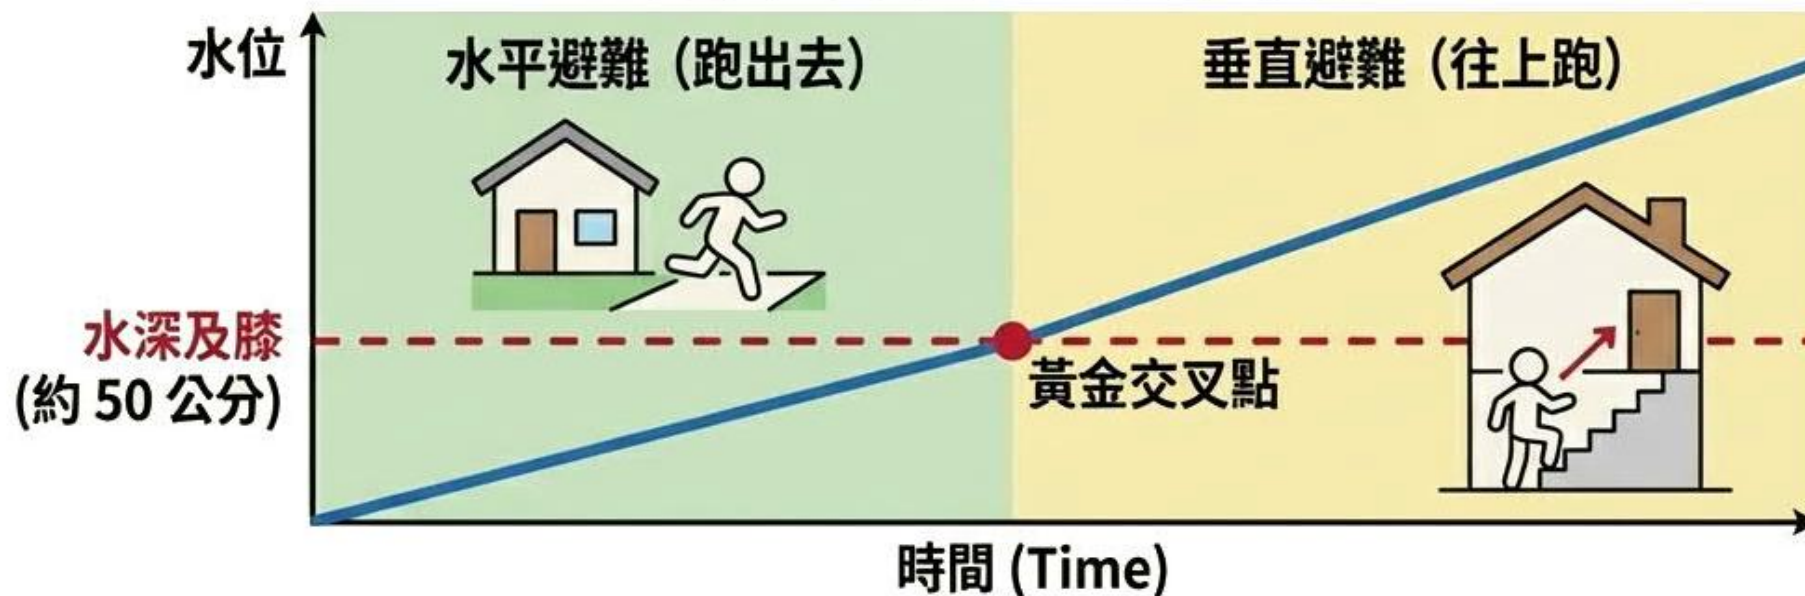 水位
水平避難（跑出去）
垂直避難（往上跑）
水深及膝
(約 50 公分)
黃金交叉點
時間 (Time)